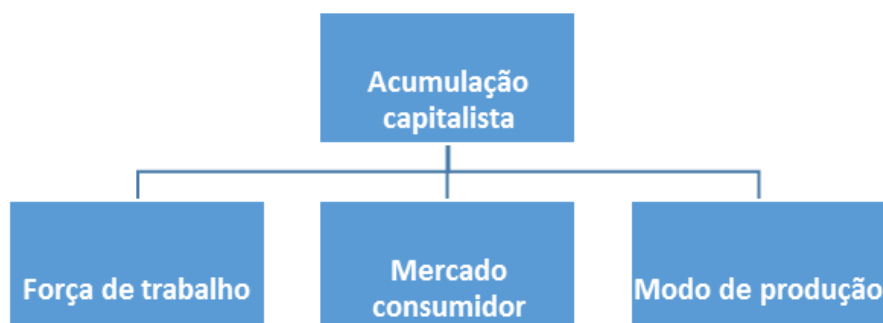 Acumulação
capitalista
Força de trabalho
Mercado
consumidor
Modo de produção